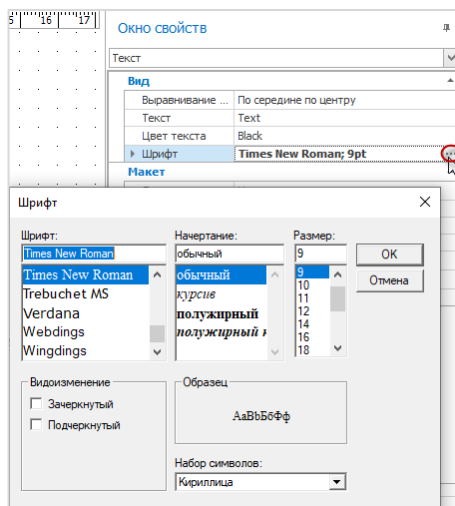 5 16 17
Окно свойств
Текст
Вид
Выравнивание ... По середине по центру
Текст Text
Цвет текста Black
Шрифт Times New Roman; 9pt
Макет
Шрифт
Шрифт: Начертание: Размер:
Times New Roman обычный 9 OK
Times New Roman обычный 9 Отмена
Trebuchet MS курсив 10
Verdana полужирный 11
Webdings полужирный 12
Wingdings 14
16
18
Видоизменение Образец
Зачеркнутый АаВbБбФф
Подчеркнутый
Набор символов:
Кириллица